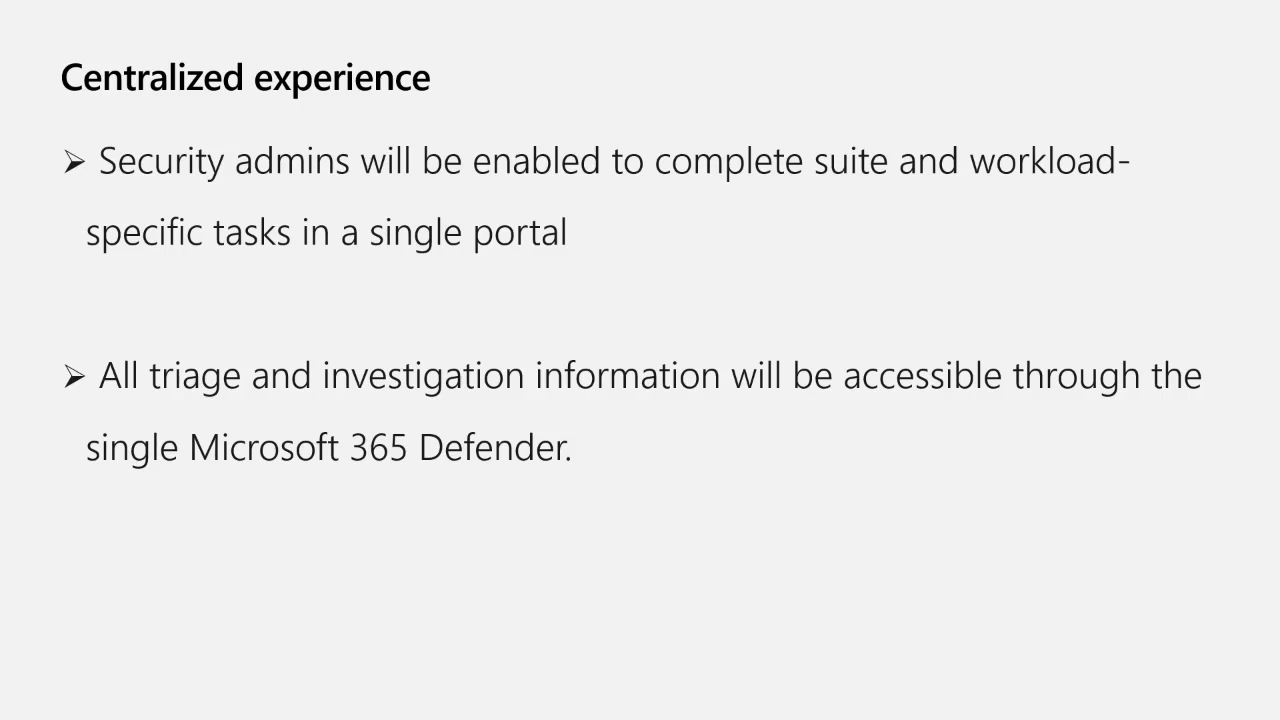 Centralized experience
➢ Security admins will be enabled to complete suite and workload-
specific tasks in a single portal
➢ All triage and investigation information will be accessible through the
single Microsoft 365 Defender.